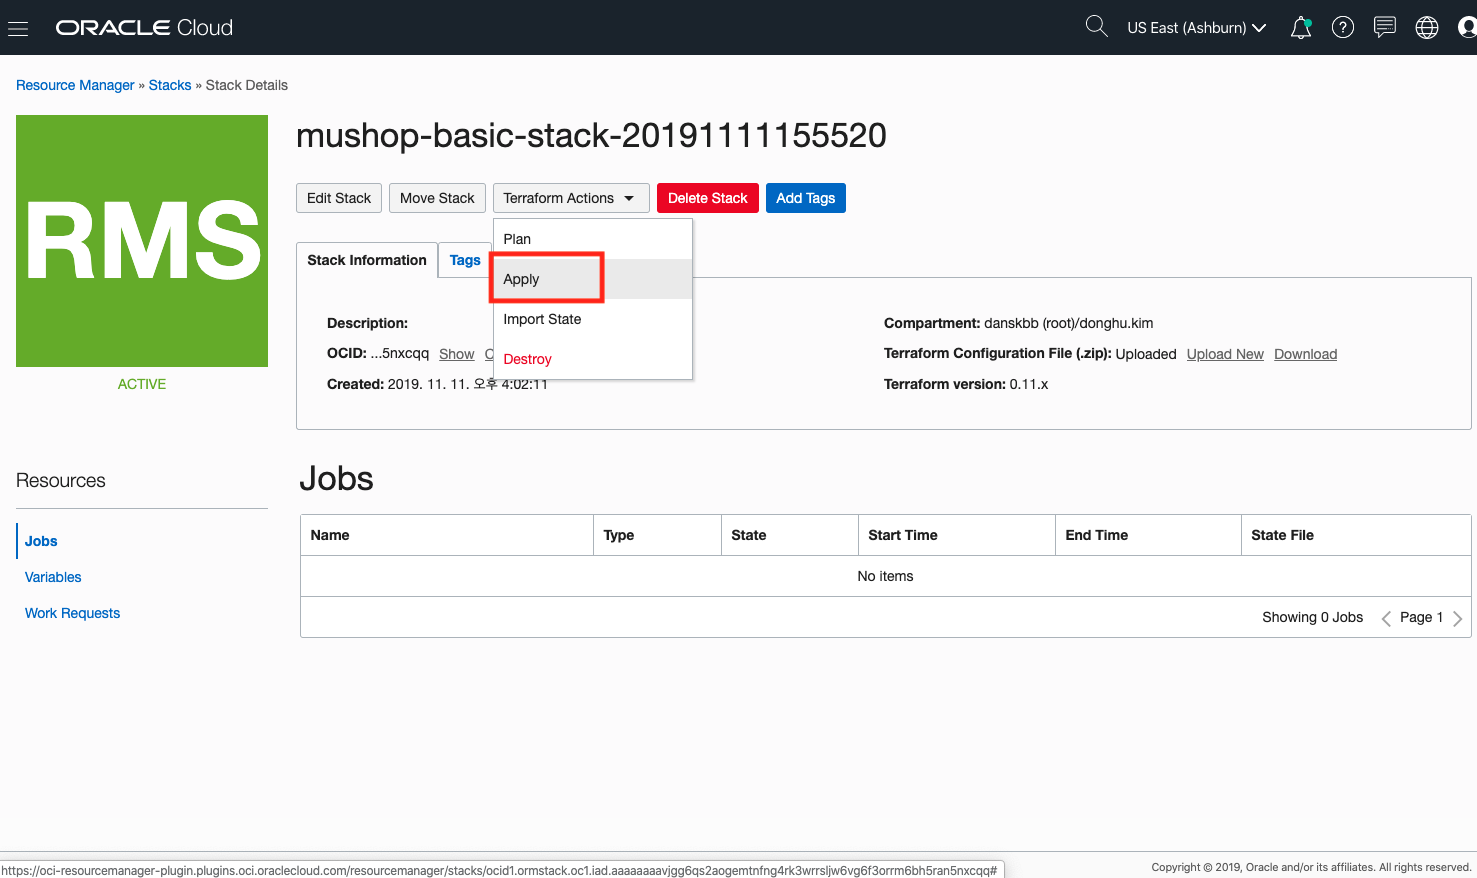 ORACLE Cloud
US East (Ashburn)
Resource Manager » Stacks » Stack Details
RMS
ACTIVE
mushop-basic-stack-20191111155520
Edit Stack Move Stack Terraform Actions Delete Stack Add Tags
Plan
Apply
Import State
Destroy
Stack Information Tags
Description:
OCID: ...5nxcqq Show
Created: 2019. 11. 11. 오후 4:02:11
Compartment: danskbb (root)/donghu.kim
Terraform Configuration File (.zip): Uploaded Upload New Download
Terraform version: 0.11.x
Resources
Jobs
Variables
Work Requests
Jobs
Name Type State Start Time End Time State File
No items
Showing 0 Jobs Page 1
https://oci-resourcemanager-plugin.plugins.oci.oraclecloud.com/resourcemanager/stacks/ocid1.ormstack.oc1.iad.aaaaaaaavjgg6qs2aogemtnfng4rk3wrrsljw6vg6f3orrm6bh5ran5nxcqq#
Copyright © 2019, Oracle and/or its affiliates. All rights reserved.